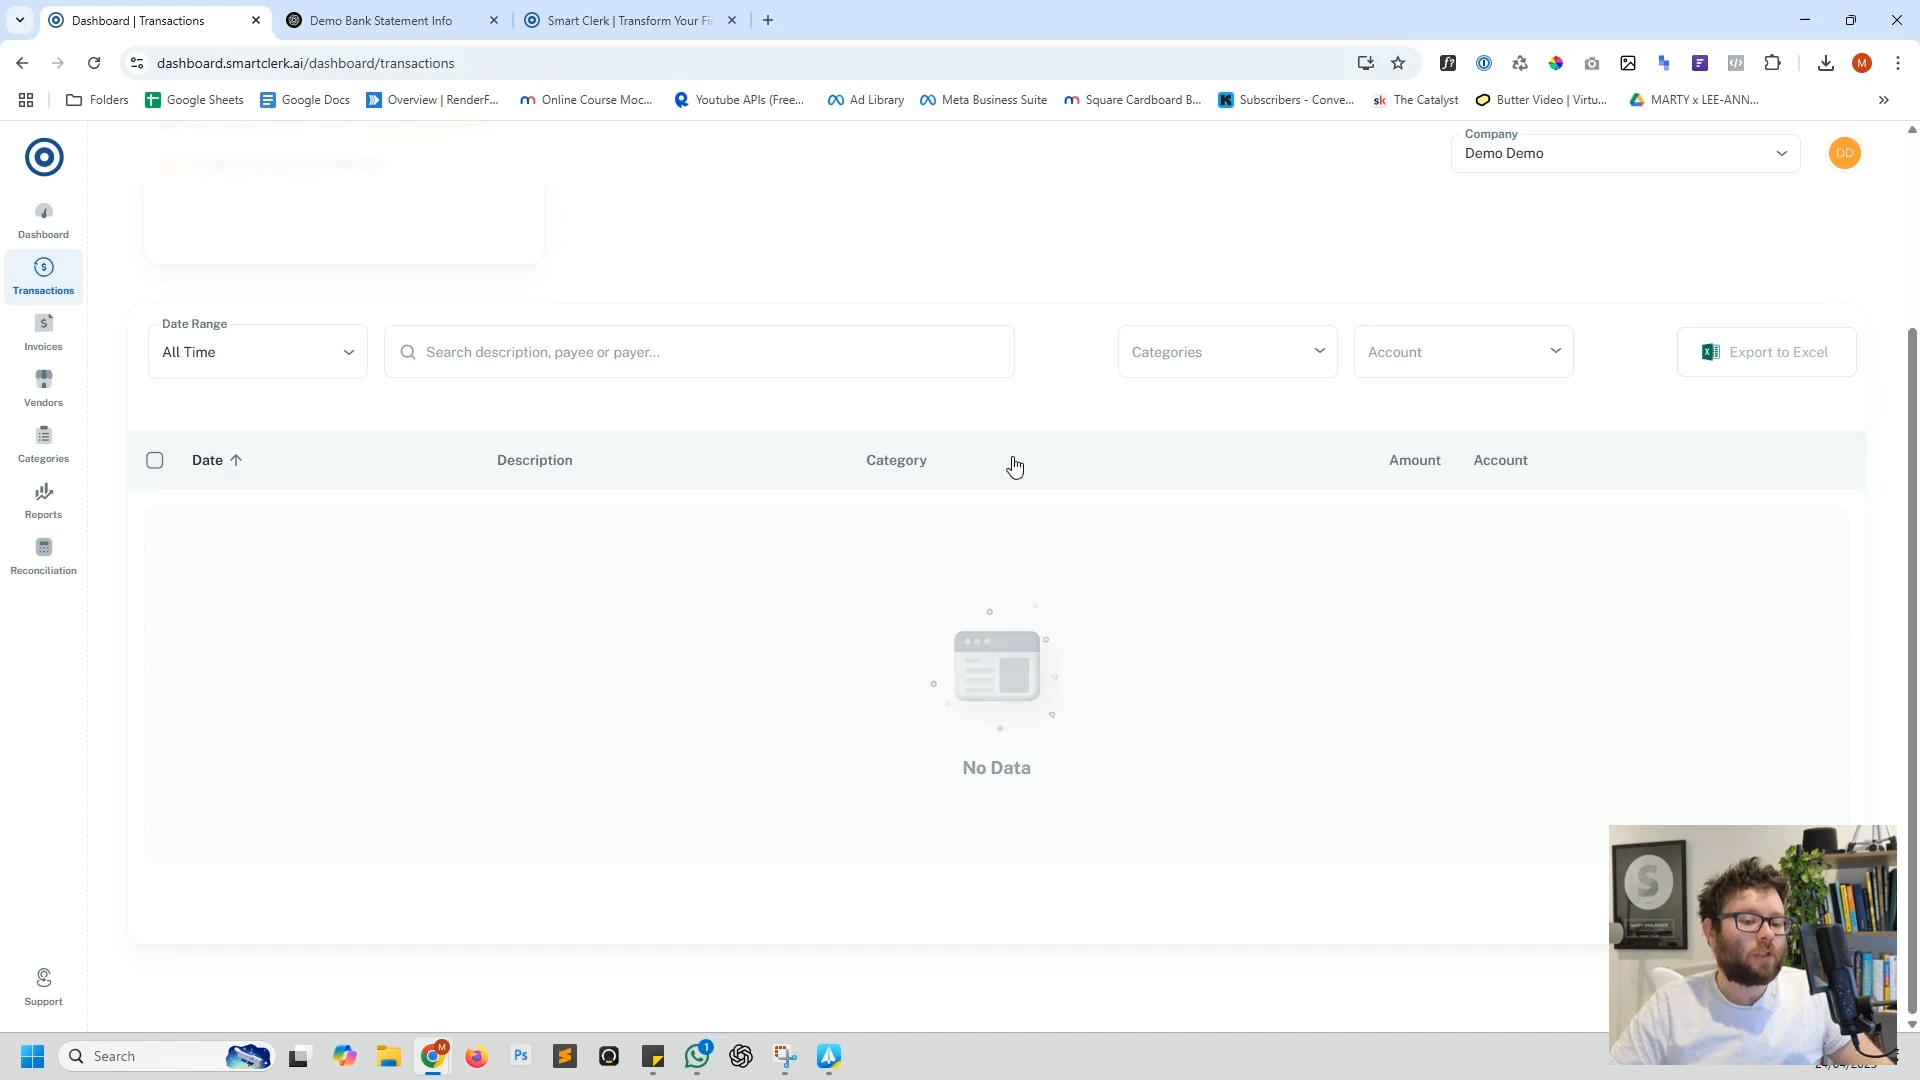 Dashboard | Transactions
Demo Bank Statement Info
Smart Clerk | Transform Your Fi
dashboard.smartclerk.ai/dashboard/transactions
M
Folders
Google Sheets
Google Docs
Overview | RenderF...
Online Course Moc...
Youtube APIs (Free...
Ad Library
Meta Business Suite
Square Cardboard B...
Subscribers - Conve...
The Catalyst
Butter Video | Virtu...
MARTY x LEE-ANN...
Company
Demo Demo
DD
Dashboard
Transactions
Invoices
Vendors
Categories
Reports
Reconciliation
Support
Date Range
All Time
Search description, payee or payer...
Categories
Account
Export to Excel
Date
Description
Category
Amount
Account
No Data
Search